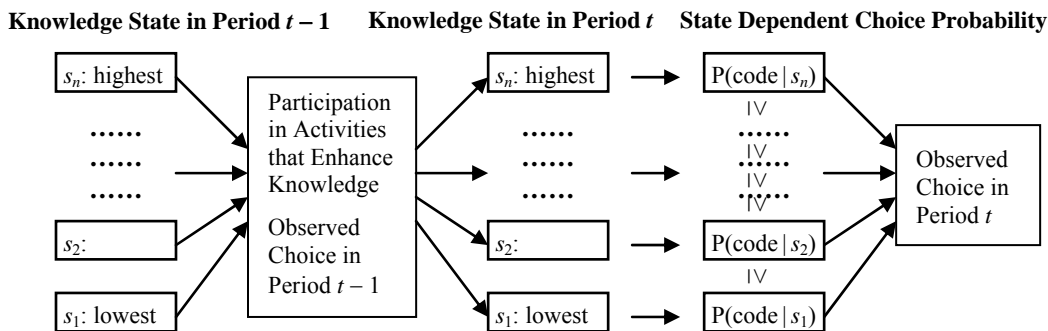 Knowledge State in Period t − 1
Knowledge State in Period t
State Dependent Choice Probability
sn: highest
......
......
......
s2:
s1: lowest
Participation
in Activities
that Enhance
Knowledge
Observed
Choice in
Period t − 1
sn: highest
......
......
......
s2:
s1: lowest
P(code | sn)
≥
......
≥
......
≥
......
≥
P(code | s2)
≥
P(code | s1)
Observed
Choice in
Period t